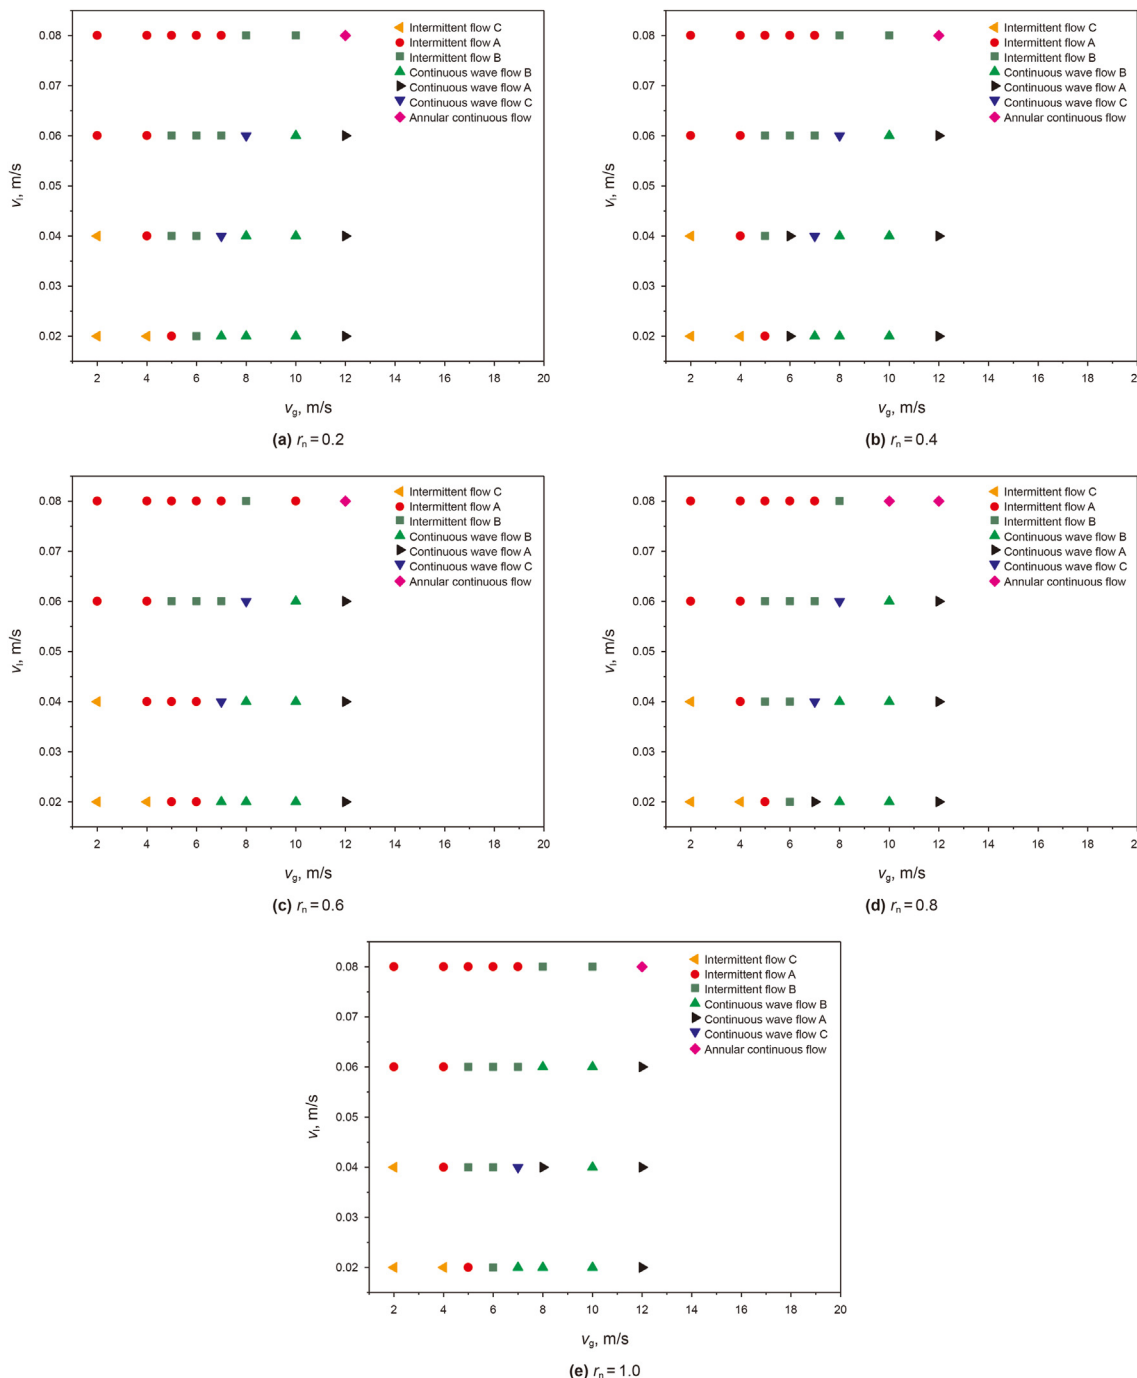 0.08
0.07
0.06
0.05
0.04
0.03
0.02
vl, m/s
2 4 6 8 10 12 14 16 18 20
vg, m/s
Intermittent flow C
Intermittent flow A
Intermittent flow B
Continuous wave flow B
Continuous wave flow A
Continuous wave flow C
Annular continuous flow
(a) rn = 0.2
0.08
0.07
0.06
0.05
0.04
0.03
0.02
vl, m/s
2 4 6 8 10 12 14 16 18 20
vg, m/s
Intermittent flow C
Intermittent flow A
Intermittent flow B
Continuous wave flow B
Continuous wave flow A
Continuous wave flow C
Annular continuous flow
(b) rn = 0.4
0.08
0.07
0.06
0.05
0.04
0.03
0.02
vl, m/s
2 4 6 8 10 12 14 16 18 20
vg, m/s
Intermittent flow C
Intermittent flow A
Intermittent flow B
Continuous wave flow B
Continuous wave flow A
Continuous wave flow C
Annular continuous flow
(c) rn = 0.6
0.08
0.07
0.06
0.05
0.04
0.03
0.02
vl, m/s
2 4 6 8 10 12 14 16 18 20
vg, m/s
Intermittent flow C
Intermittent flow A
Intermittent flow B
Continuous wave flow B
Continuous wave flow A
Continuous wave flow C
Annular continuous flow
(d) rn = 0.8
0.08
0.07
0.06
0.05
0.04
0.03
0.02
vl, m/s
2 4 6 8 10 12 14 16 18 20
vg, m/s
Intermittent flow C
Intermittent flow A
Intermittent flow B
Continuous wave flow B
Continuous wave flow A
Continuous wave flow C
Annular continuous flow
(e) rn = 1.0